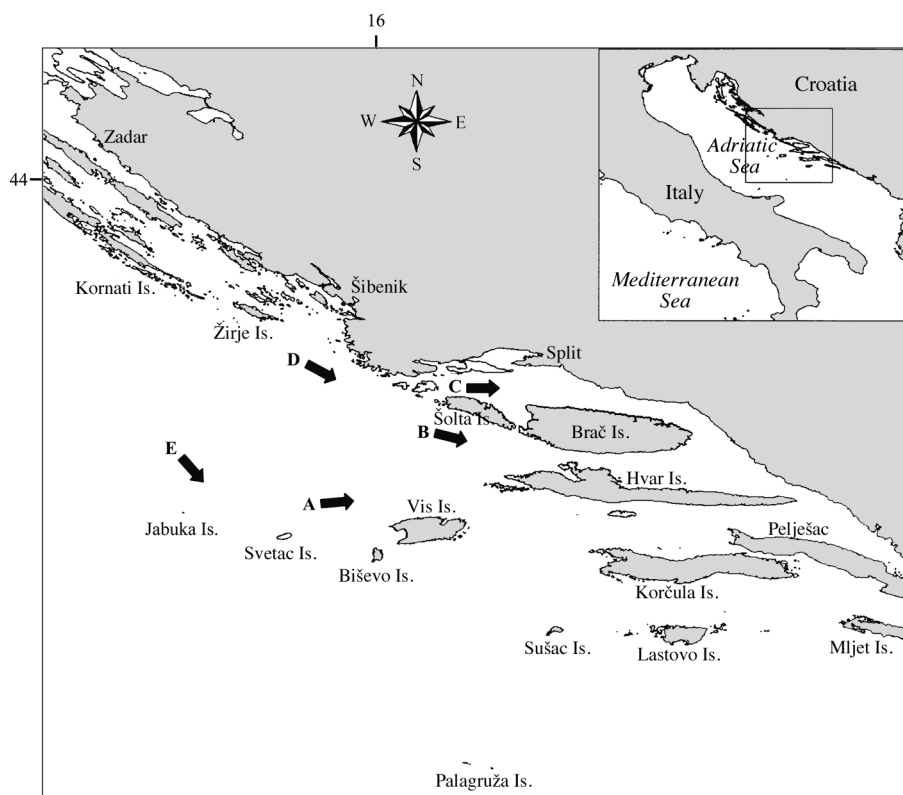 16
44
N
W
E
S
Croatia
Adriatic
Sea
Italy
Mediterranean
Sea
Zadar
Kornati Is.
Šibenik
Žirje Is.
D
Split
C
Šolta Is.
B
Brač Is.
E
Hvar Is.
A
Vis Is.
Jabuka Is.
Pelješac
Svetac Is.
Biševo Is.
Korčula Is.
Sušac Is.
Lastovo Is.
Mljet Is.
Palagruža Is.